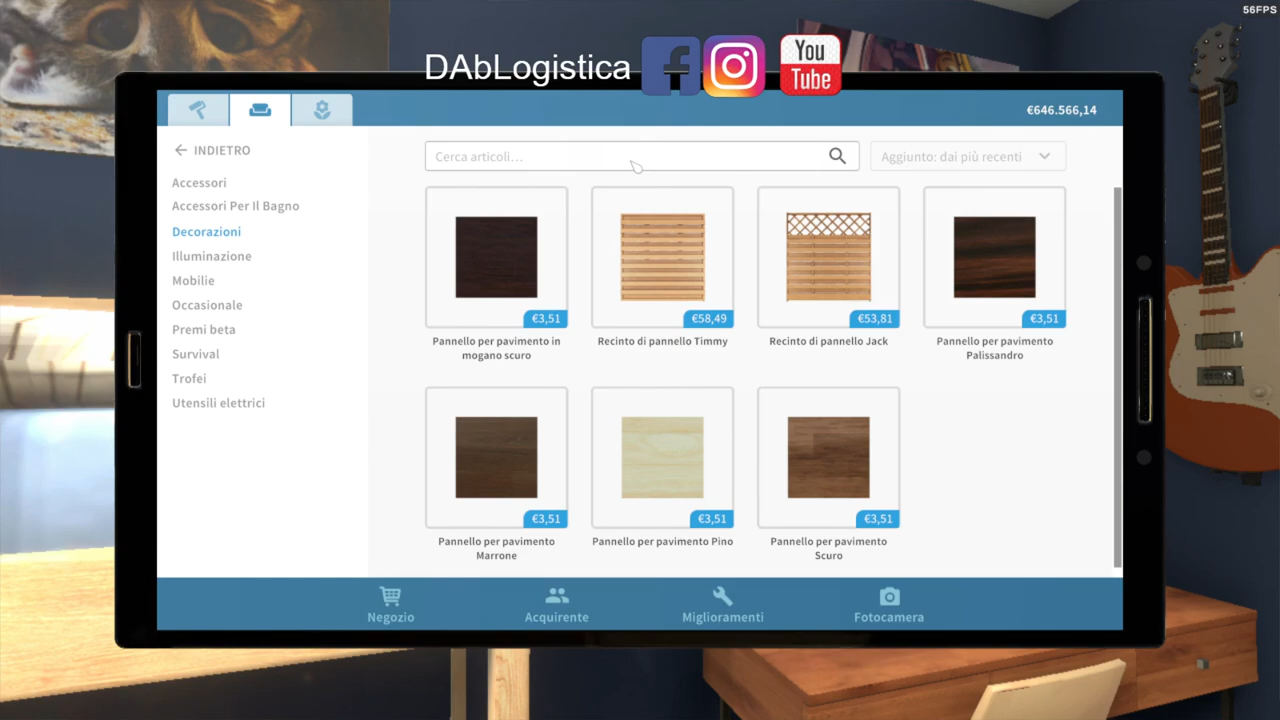 56FPS
DAbLogistica
You
Tube
€646.566,14
INDIETRO
Cerca articoli...
Aggiunto: dai più recenti
Accessori
Accessori Per Il Bagno
Decorazioni
Illuminazione
Mobilie
Occasionale
Premi beta
Survival
Trofei
Utensili elettrici
€3,51
€58,49
€53,81
€3,51
Pannello per pavimento in
mogano scuro
Recinto di pannello Timmy
Recinto di pannello Jack
Pannello per pavimento
Palissandro
€3,51
€3,51
€3,51
Pannello per pavimento
Marrone
Pannello per pavimento Pino
Pannello per pavimento
Scuro
Negozio
Acquirente
Miglioramenti
Fotocamera